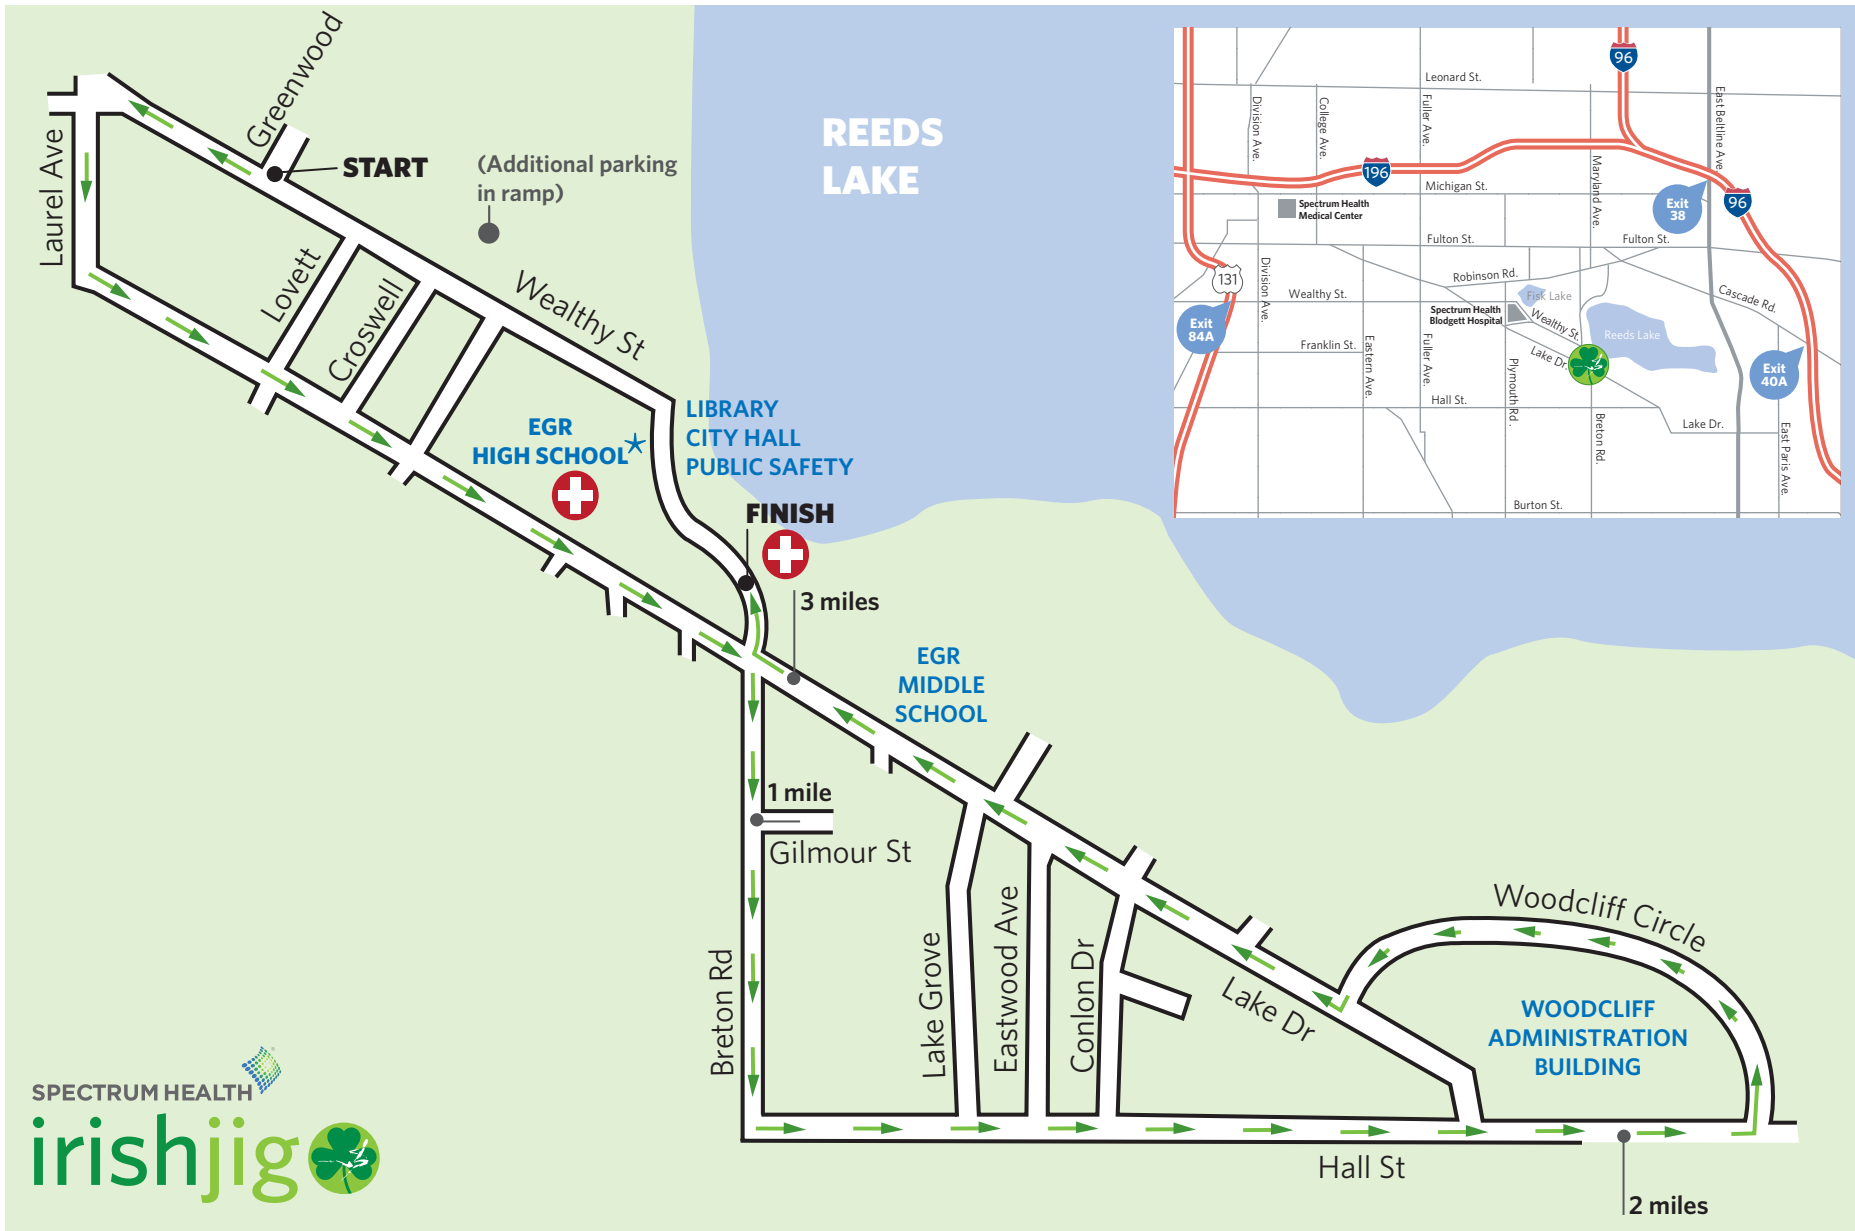 Greenwood
START
(Additional parking
in ramp)
Laurel Ave
Lovett
Croswell
Wealthy St
REEDS
LAKE
EGR
HIGH SCHOOL*
LIBRARY
CITY HALL
PUBLIC SAFETY
FINISH
3 miles
EGR
MIDDLE
SCHOOL
1 mile
Gilmour St
Breton Rd
Lake Grove
Eastwood Ave
Conlon Dr
Lake Dr
Woodcliff Circle
WOODCLIFF
ADMINISTRATION
BUILDING
Hall St
2 miles
SPECTRUM HEALTH
irishjig
96
Leonard St.
Division Ave.
College Ave.
Fuller Ave.
East Beltline Ave.
Maryland Ave.
196
Michigan St.
Exit
38
96
Spectrum Health
Medical Center
Fulton St.
Fulton St.
131
Division Ave.
Robinson Rd.
Cascade Rd.
Wealthy St.
Fisk Lake
Spectrum Health
Blodgett Hospital
Wealthy St.
Reeds Lake
Exit
84A
Franklin St.
Eastern Ave.
Fuller Ave.
Lake Dr.
Plymouth Rd.
Exit
40A
Hall St.
Breton Rd.
Lake Dr.
East Paris Ave.
Burton St.